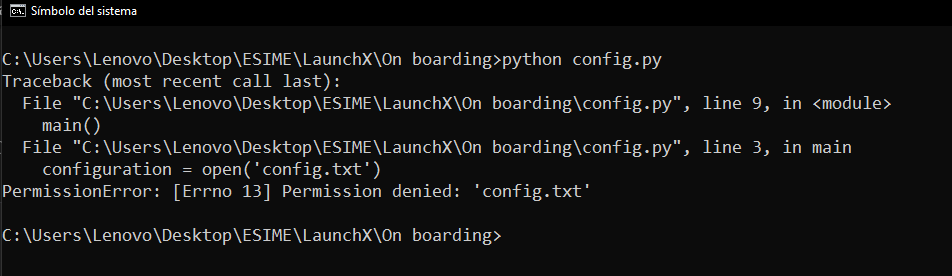 Símbolo del sistema
C:\Users\Lenovo\Desktop\ESIME\LaunchX\On boarding>python config.py
Traceback (most recent call last):
  File "C:\Users\Lenovo\Desktop\ESIME\LaunchX\On boarding\config.py", line 9, in <module>
    main()
  File "C:\Users\Lenovo\Desktop\ESIME\LaunchX\On boarding\config.py", line 3, in main
    configuration = open('config.txt')
PermissionError: [Errno 13] Permission denied: 'config.txt'
C:\Users\Lenovo\Desktop\ESIME\LaunchX\On boarding>